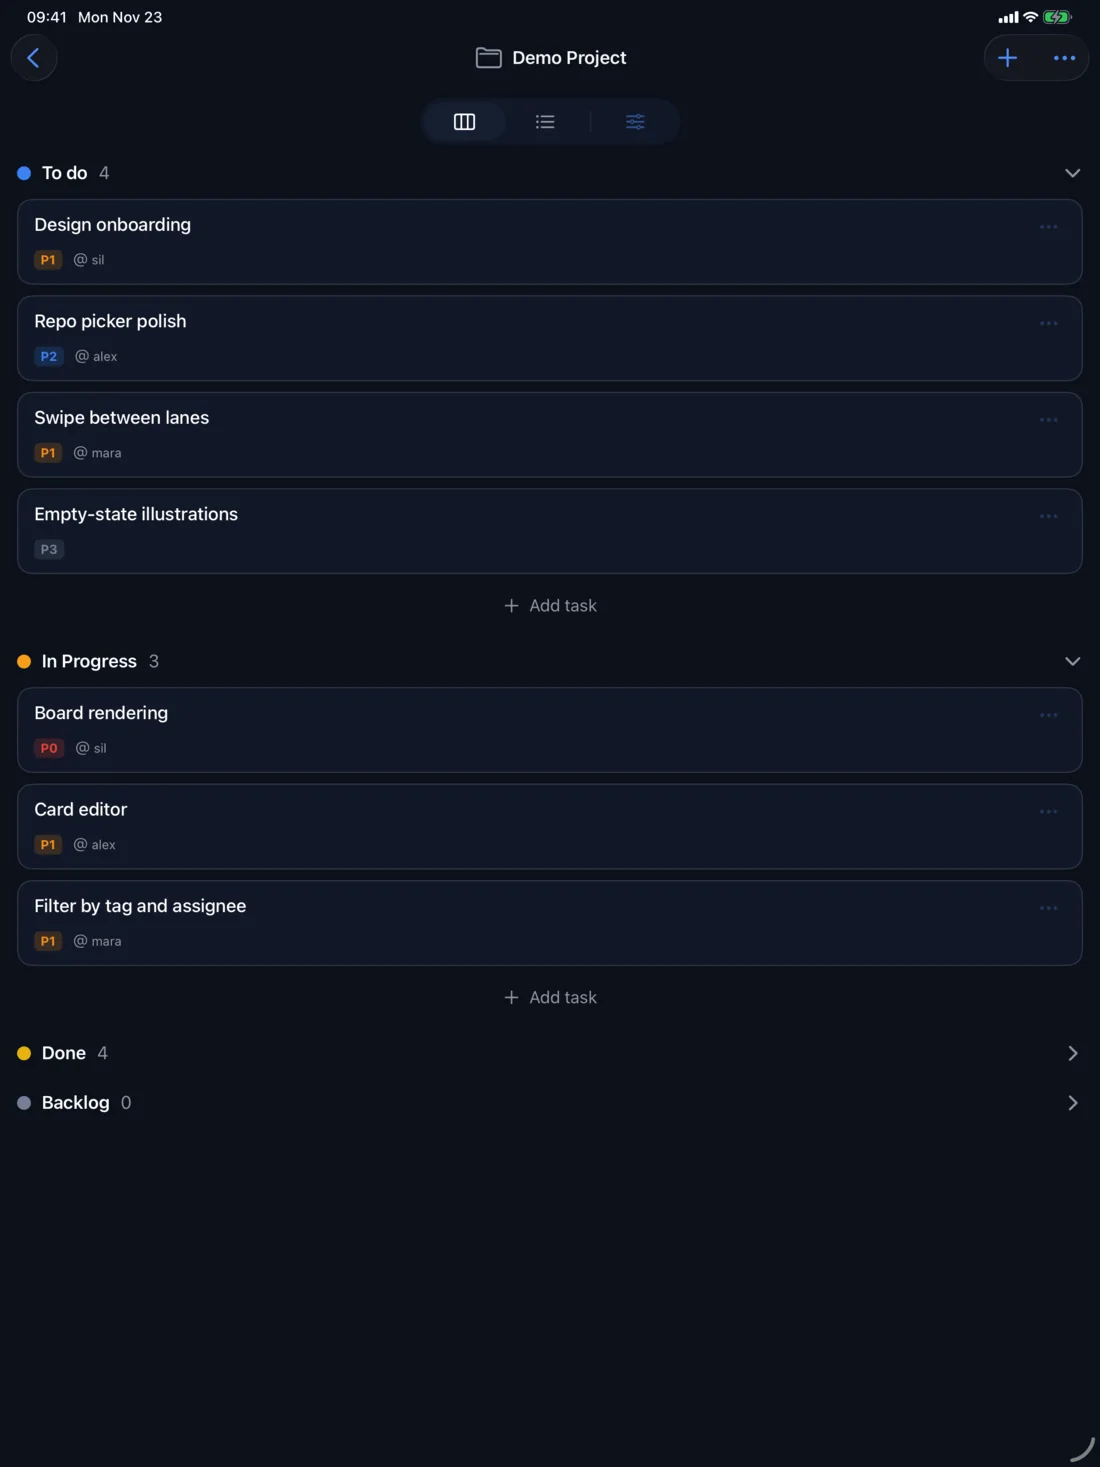 09:41 Mon Nov 23
Demo Project
To do 4
Design onboarding
P1 @ sil
Repo picker polish
P2 @ alex
Swipe between lanes
P1 @ mara
Empty-state illustrations
P3
+ Add task
In Progress 3
Board rendering
P0 @ sil
Card editor
P1 @ alex
Filter by tag and assignee
P1 @ mara
+ Add task
Done 4
Backlog 0